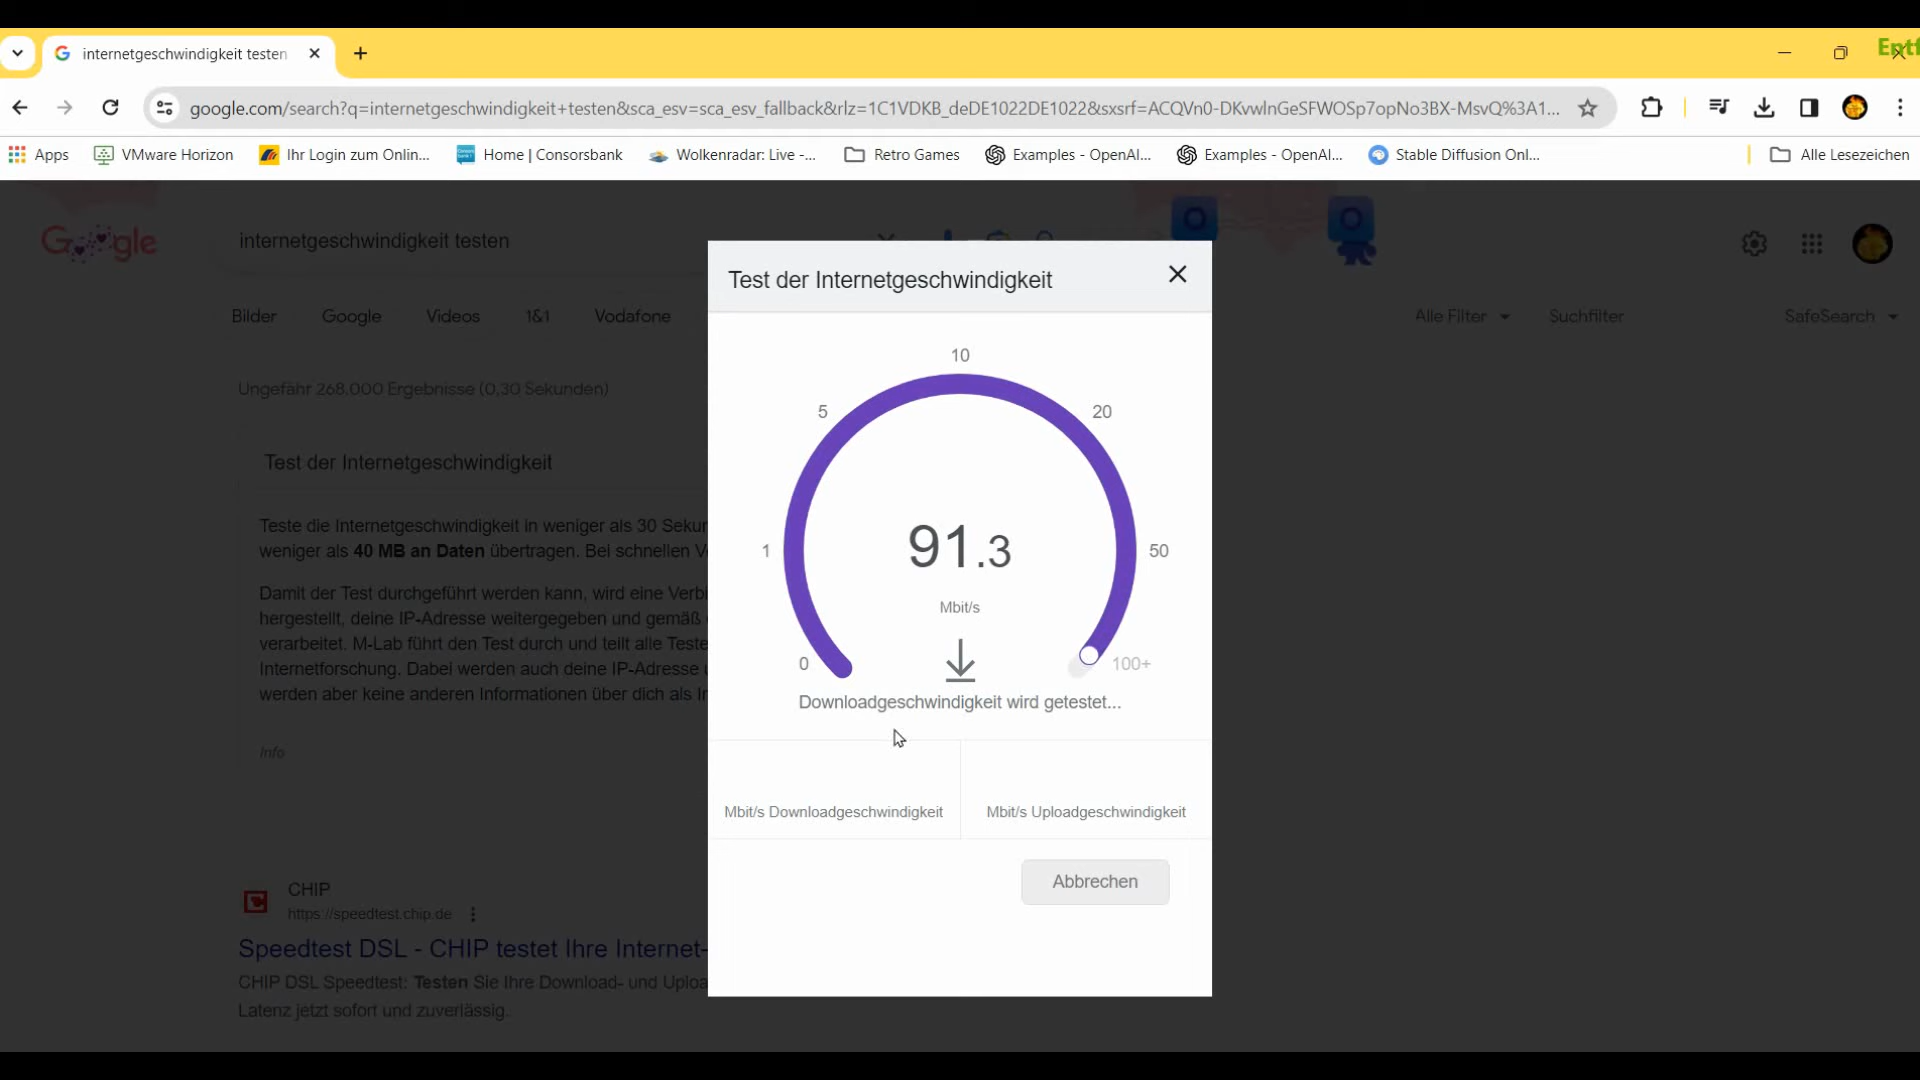 internetgeschwindigkeit testen
google.com/search?q=internetgeschwindigkeit+testen&sca_esv=sca_esv_fallback&rlz=1C1VDKB_deDE1022DE1022&sxsrf=ACQVn0-DKvwlnGeSFWOSp7opNo3BX-MsvQ%3A1...
Apps VMware Horizon Ihr Login zum Onlin... Home | Consorsbank Wolkenradar: Live -... Retro Games Examples - OpenAI... Examples - OpenAI... Stable Diffusion Onl... Alle Lesezeichen
Google internetgeschwindigkeit testen
Test der Internetgeschwindigkeit
Bilder Google Videos 1&1 Vodafone Alle Filter Suchfilter SafeSearch
Ungefähr 268.000 Ergebnisse (0,30 Sekunden)
Test der Internetgeschwindigkeit
Teste die Internetgeschwindigkeit in weniger als 30 Sekun
weniger als 40 MB an Daten übertragen. Bei schnellen V
Damit der Test durchgeführt werden kann, wird eine Verbi
hergestellt, deine IP-Adresse weitergegeben und gemäß
verarbeitet. M-Lab führt den Test durch und teilt alle Teste
Internetforschung. Dabei werden auch deine IP-Adresse
werden aber keine anderen Informationen über dich als I
Info
10
5 20
1 50
91.3
Mbit/s
0 100+
Downloadgeschwindigkeit wird getestet...
Mbit/s Downloadgeschwindigkeit Mbit/s Uploadgeschwindigkeit
Abbrechen
CHIP
https://speedtest.chip.de
Speedtest DSL - CHIP testet Ihre Internet-
CHIP DSL Speedtest: Testen Sie Ihre Download- und Uploa
Latenz jetzt sofort und zuverlässig.